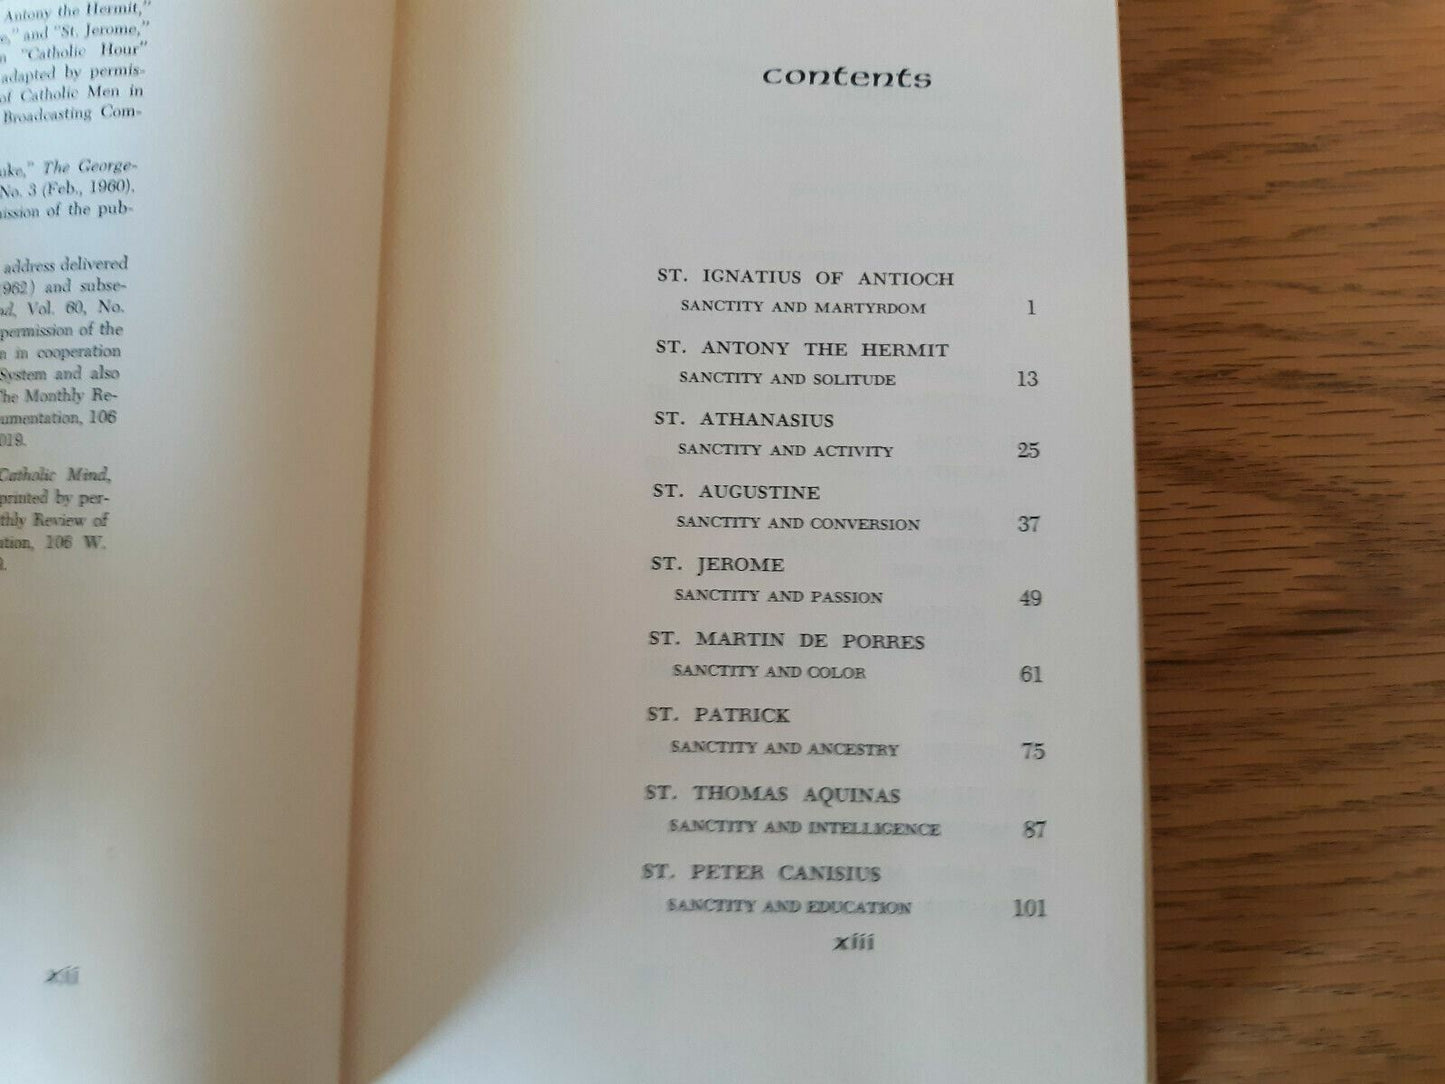 Antony the Hermit,"
and "St. Jerome,"
"Catholic Hour"
adapted by permis-
of Catholic Men in
Broadcasting Com-
uke," The George-
No. 3 (Feb., 1960).
ission of the pub-
address delivered
962) and subse-
Vol. 60, No.
permission of the
in cooperation
System and also
The Monthly Re-
umentation, 106
019.
Catholic Mind,
printed by per-
thly Review of
ation, 106 W.
xii
contents
ST. IGNATIUS OF ANTIOCH
SANCTITY AND MARTYRDOM 1
ST. ANTONY THE HERMIT
SANCTITY AND SOLITUDE 13
ST. ATHANASIUS
SANCTITY AND ACTIVITY 25
ST. AUGUSTINE
SANCTITY AND CONVERSION 37
ST. JEROME
SANCTITY AND PASSION 49
ST. MARTIN DE PORRES
SANCTITY AND COLOR 61
ST. PATRICK
SANCTITY AND ANCESTRY 75
ST. THOMAS AQUINAS
SANCTITY AND INTELLIGENCE 87
ST. PETER CANISIUS
SANCTITY AND EDUCATION 101
xiii